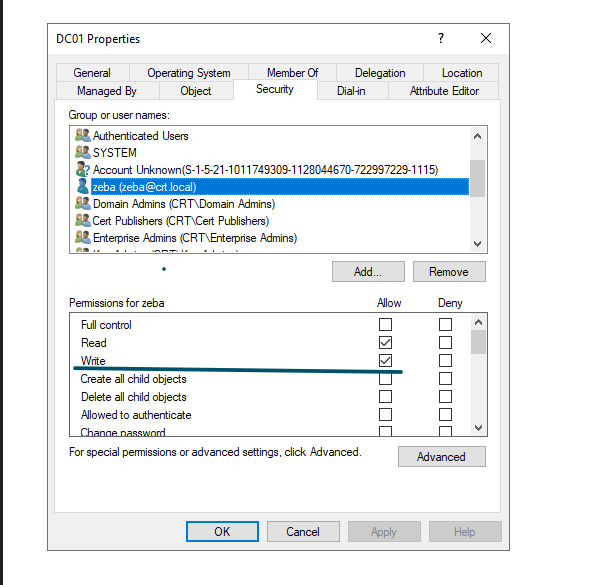 DC01 Properties ?
General Operating System Member Of Delegation Location
Managed By Object Security Dial-in Attribute Editor
Group or user names:
Authenticated Users
SYSTEM
Account Unknown(S-1-5-21-1011749309-1128044670-722997229-1115)
zeba (zeba@crt.local)
Domain Admins (CRT\Domain Admins)
Cert Publishers (CRT\Cert Publishers)
Enterprise Admins (CRT\Enterprise Admins)
Add... Remove
Permissions for zeba Allow Deny
Full control
Read
Write
Create all child objects
Delete all child objects
Allowed to authenticate
Change password
For special permissions or advanced settings, click Advanced.
Advanced
OK Cancel Apply Help